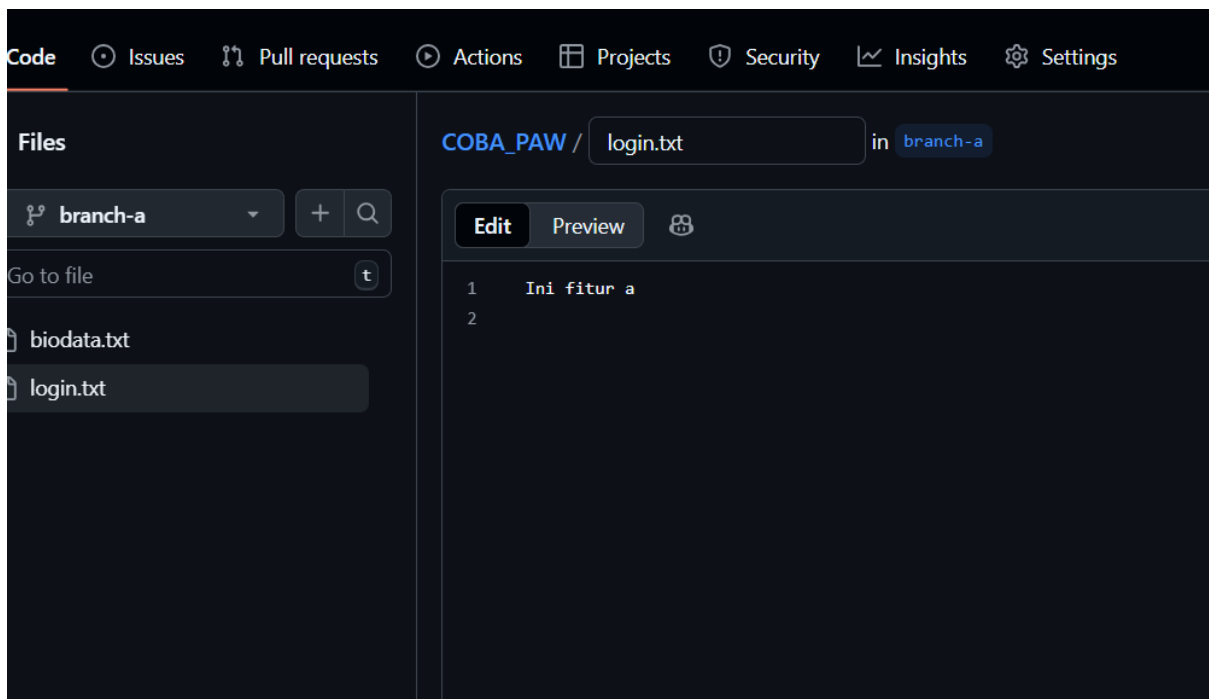 Code Issues Pull requests Actions Projects Security Insights Settings
Files
COBA_PAW / login.txt in branch-a
branch-a
Edit Preview
Go to file t
1 Ini fitur a
2
biodata.txt
login.txt